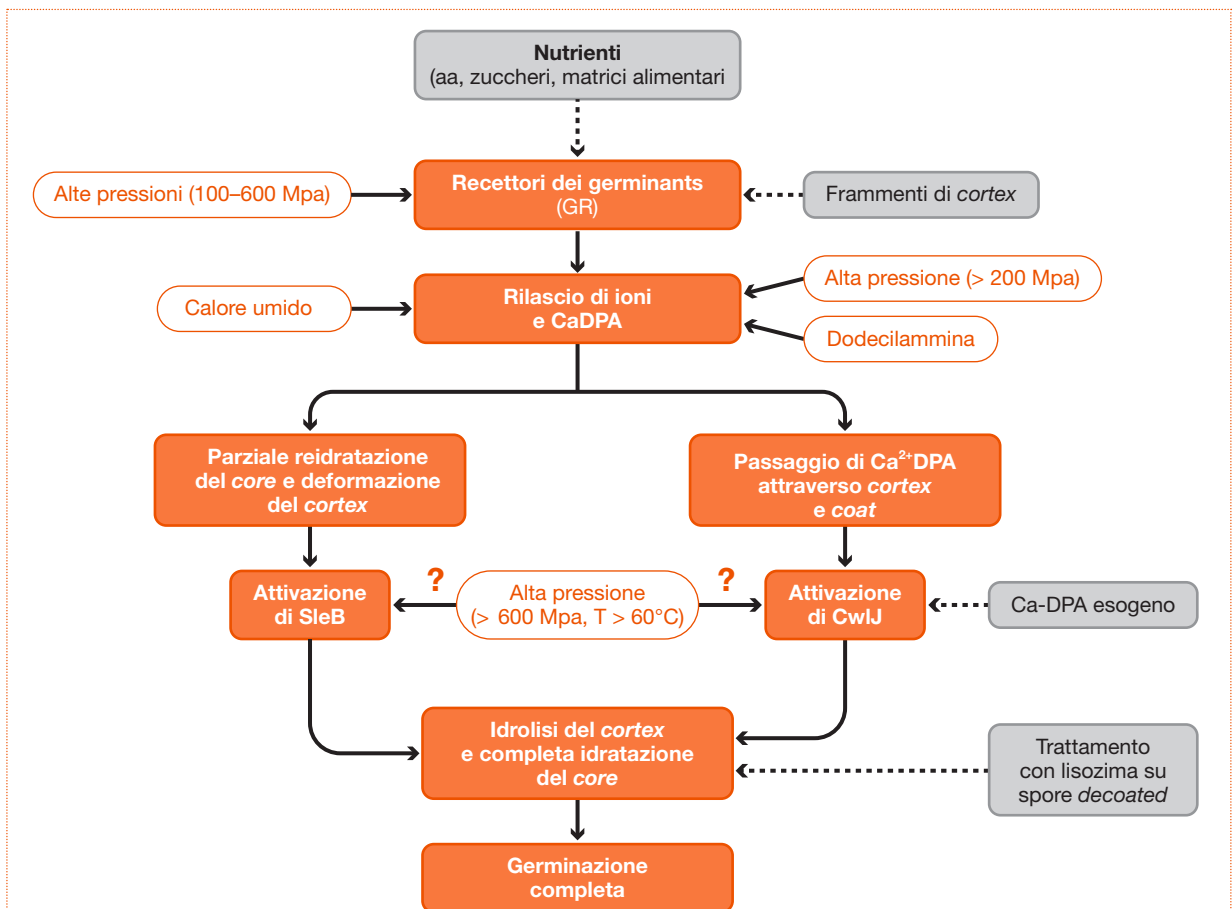 Nutrienti
(aa, zuccheri, matrici alimentari
Alte pressioni (100–600 Mpa)
Recettori dei germinants
(GR)
Frammenti di cortex
Calore umido
Rilascio di ioni
e CaDPA
Alta pressione (> 200 Mpa)
Dodecilammina
Parziale reidratazione
del core e deformazione
del cortex
Passaggio di Ca²⁺DPA
attraverso cortex
e coat
Attivazione
di SleB
?
Alta pressione
(> 600 Mpa, T > 60°C)
?
Attivazione
di CwlJ
Ca-DPA esogeno
Idrolisi del cortex
e completa idratazione
del core
Trattamento
con lisozima su
spore decoated
Germinazione
completa